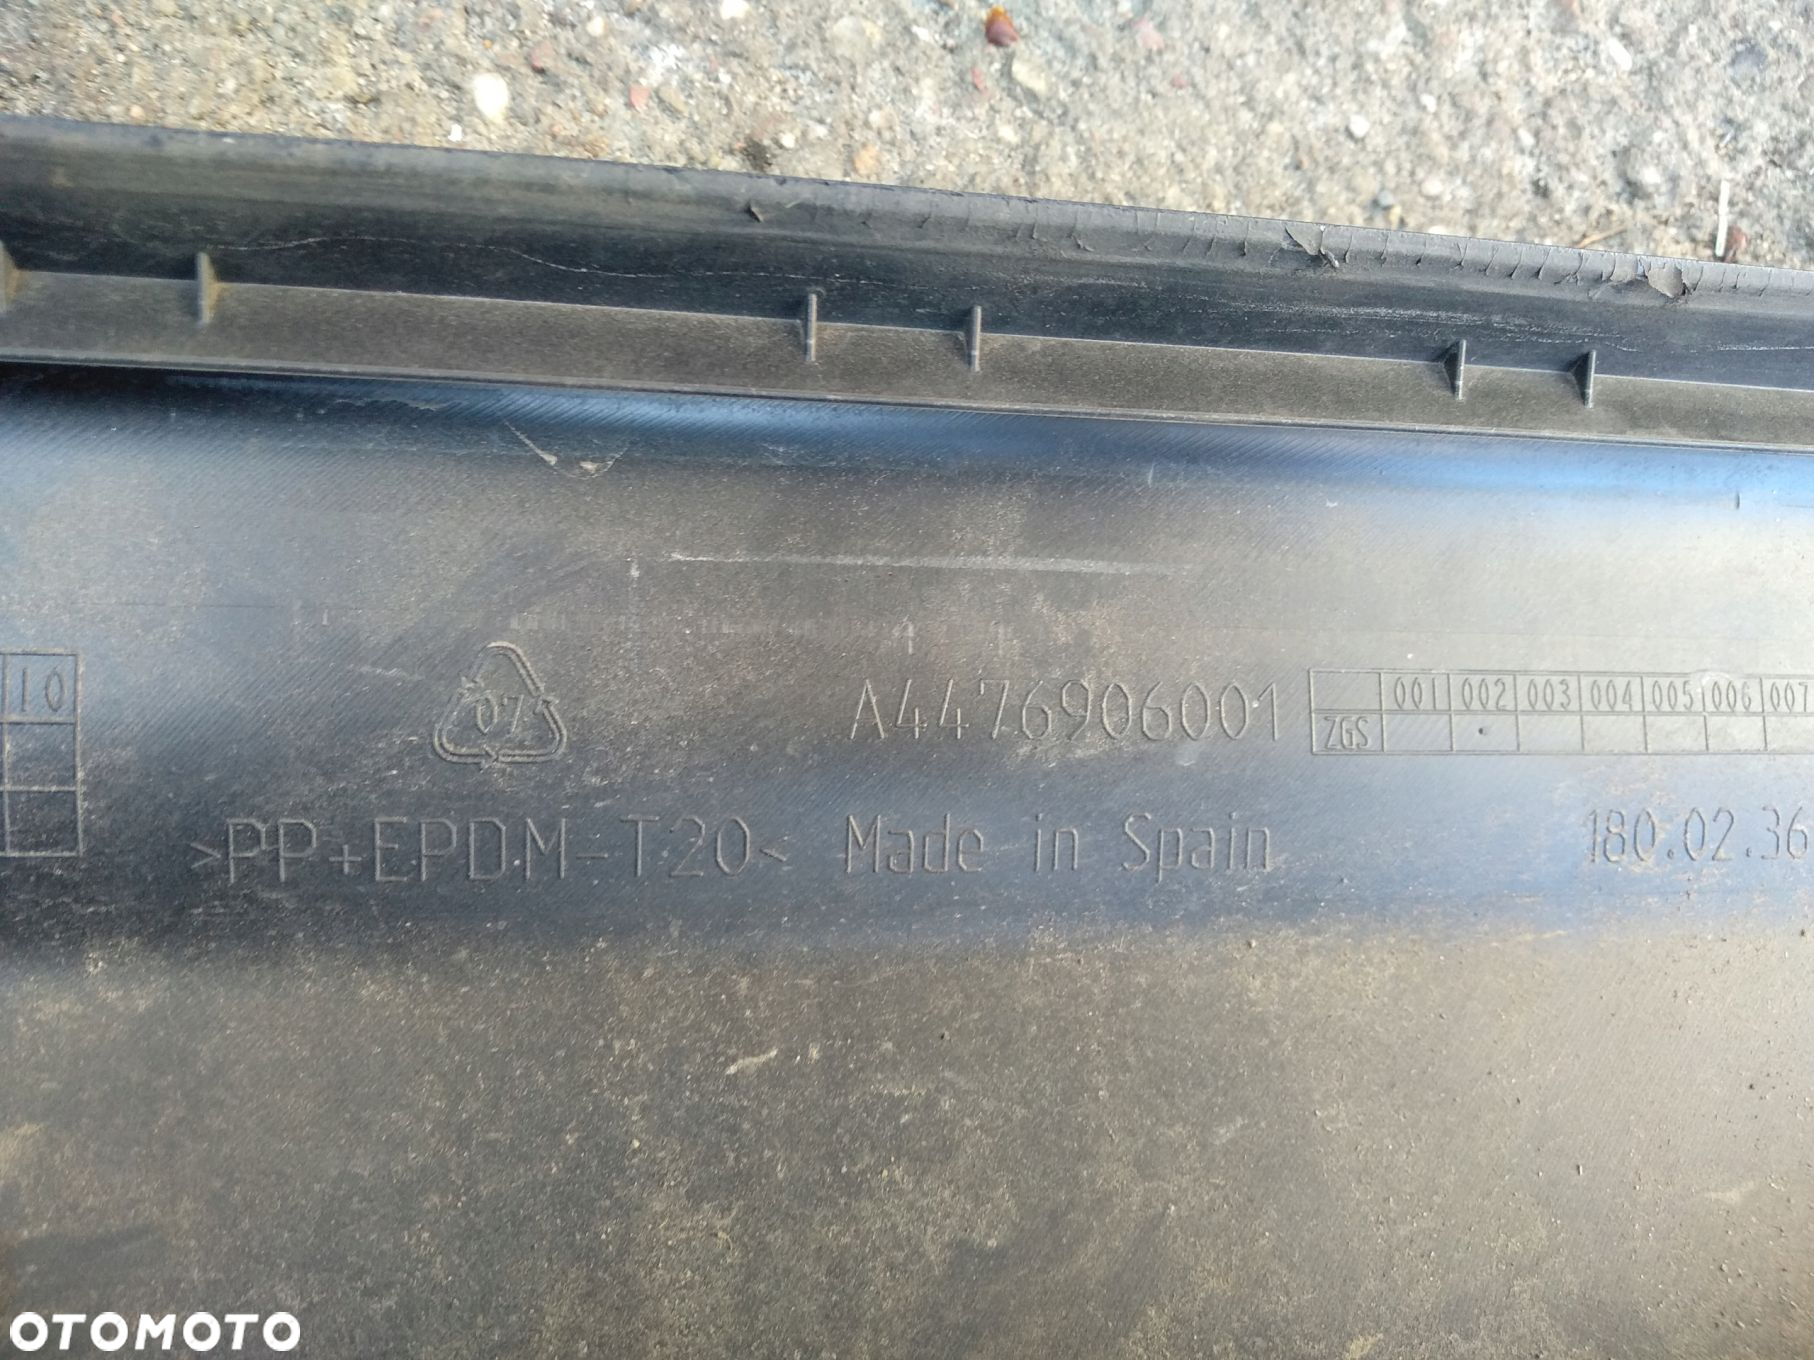 10
07
A4476906001
001 002 003 004 005 006 007
ZGS
>PP+EPDM-T20<
Made in Spain
180.02.36
OTOMOTO